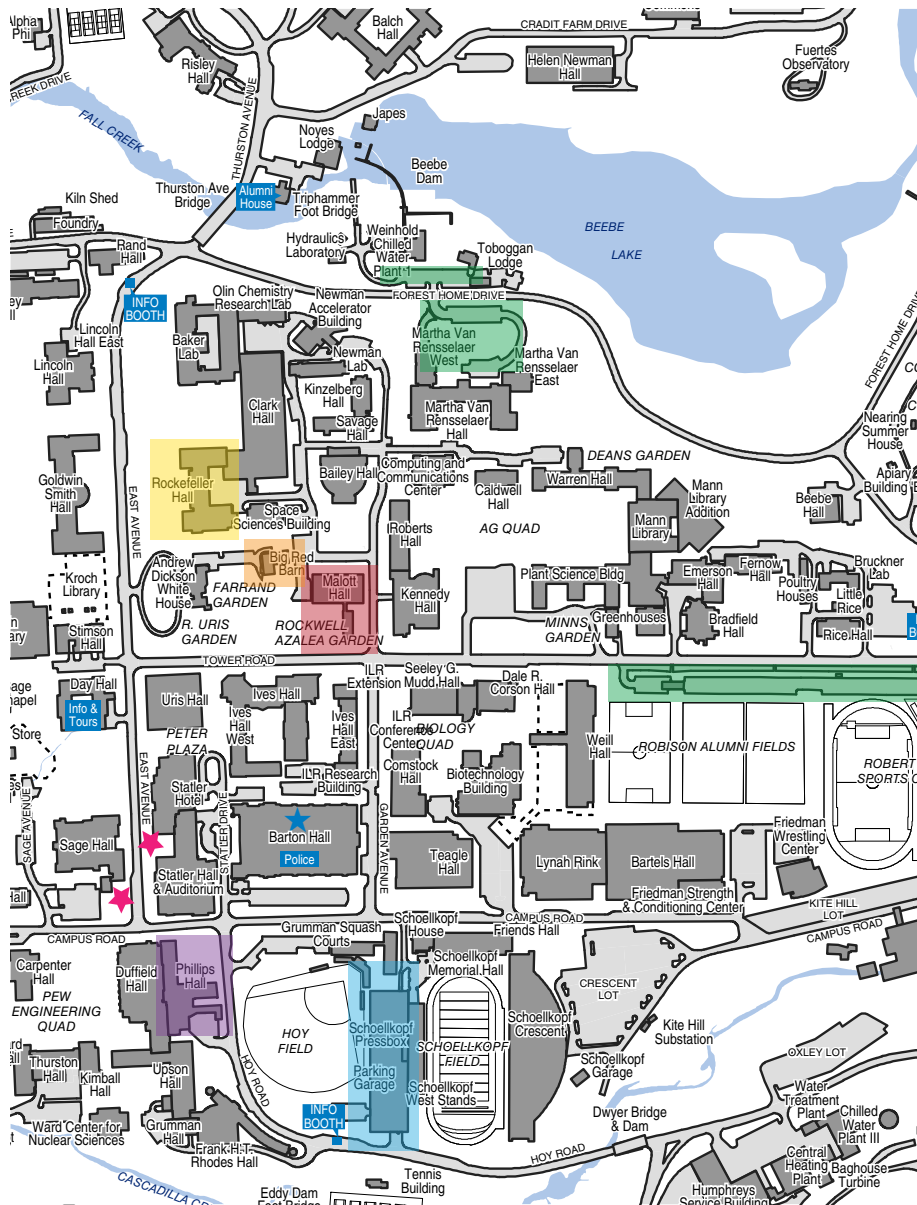 Alpha
Phi
Balch
Hall
CRADIT FARM DRIVE
Commons
Risley
Hall
Helen Newman
Hall
Fuertes
Observatory
CREEK DRIVE
THURSTON AVENUE
FALL CREEK
Japes
Noyes
Lodge
Beebe
Dam
Thurston Ave
Bridge
Alumni
House
Triphammer
Foot Bridge
Kiln Shed
Foundry
BEEBE
LAKE
Hydraulics
Laboratory
Weinhold
Chilled
Water
Plant 1
Toboggan
Lodge
Rand
Hall
INFO
BOOTH
Olin Chemistry
Research Lab
Newman
Accelerator
Building
FOREST HOME DRIVE
FOREST HOME DRIVE
Lincoln
Hall East
Baker
Lab
Martha Van
Rensselaer
West
Martha Van
Rensselaer
East
Lincoln
Hall
Newman
Lab
Kinzelberg
Hall
Clark
Hall
Savage
Hall
Martha Van
Rensselaer
Hall
Nearing
Summer
House
DEANS GARDEN
Goldwin
Smith
Hall
Rockefeller
Hall
Bailey Hall
Computing and
Communications
Center
Caldwell
Hall
Warren Hall
Mann
Library
Addition
Apiary
Building
Beebe
Hall
EAST AVENUE
Space
Sciences Building
Roberts
Hall
AG QUAD
Mann
Library
Andrew
Dickson
White
House
Big Red
Barn
FARRAND
GARDEN
Malott
Hall
Kennedy
Hall
Plant Science Bldg
Emerson
Hall
Fernow
Hall
Poultry
Houses
Bruckner
Lab
Little
Rice
Kroch
Library
R. URIS
GARDEN
ROCKWELL
AZALEA GARDEN
MINNS
GARDEN
Greenhouses
Bradfield
Hall
Rice Hall
Stimson
Hall
TOWER ROAD
Day Hall
Info &
Tours
Uris Hall
Ives Hall
ILR
Extension
Seeley G.
Mudd Hall
Dale R.
Corson Hall
Store
PETER
PLAZA
Ives
Hall
West
Ives
Hall
East
ILR
Conference
Center
BIOLOGY
QUAD
Weill
Hall
ROBISON ALUMNI FIELDS
EAST AVENUE
Statler
Hotel
ILR Research
Building
Comstock
Hall
Biotechnology
Building
SAGE AVENUE
STATLER DRIVE
GARDEN AVENUE
Sage Hall
Barton Hall
Police
Statler Hall
& Auditorium
Teagle
Hall
Lynah Rink
Bartels Hall
Friedman
Wrestling
Center
Friedman Strength
& Conditioning Center
KITE HILL
LOT
CAMPUS ROAD
CAMPUS ROAD
CAMPUS ROAD
Schoellkopf
House
Friends Hall
Grumman Squash
Courts
Carpenter
Hall
Duffield
Hall
Phillips
Hall
Schoellkopf
Memorial Hall
CRESCENT
LOT
PEW
ENGINEERING
QUAD
HOY
FIELD
Schoellkopf
Pressbox
SCHOELLKOPF
FIELD
Schoellkopf
Crescent
Kite Hill
Substation
Thurston
Hall
Kimball
Hall
Upson
Hall
HOY ROAD
Parking
Garage
Schoellkopf
West Stands
Schoellkopf
Garage
OXLEY LOT
INFO
BOOTH
Ward Center for
Nuclear Sciences
Grumman
Hall
Frank H.T.
Rhodes Hall
Dwyer Bridge
& Dam
Water
Treatment
Plant
Chilled
Water
Plant III
HOY ROAD
Central
Heating
Plant
Baghouse
Turbine
Tennis
Building
Humphreys
Service Building
Eddy Dam